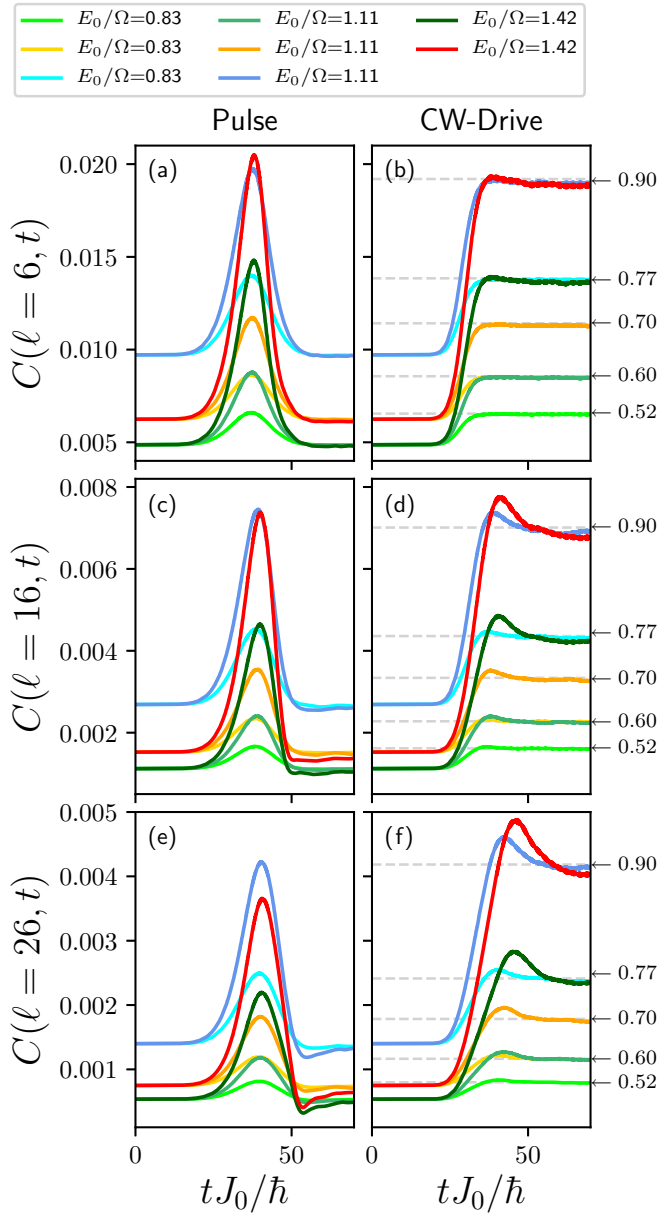 E₀/Ω=0.83 E₀/Ω=1.11 E₀/Ω=1.42
E₀/Ω=0.83 E₀/Ω=1.11 E₀/Ω=1.42
E₀/Ω=0.83 E₀/Ω=1.11
Pulse CW-Drive
(a) (b)
0.020
0.015
0.010
0.005
C(ℓ = 6, t)
←0.90
←0.77
←0.70
←0.60
←0.52
(c) (d)
0.008
0.006
0.004
0.002
C(ℓ = 16, t)
←0.90
←0.77
←0.70
←0.60
←0.52
(e) (f)
0.005
0.004
0.003
0.002
0.001
C(ℓ = 26, t)
←0.90
←0.77
←0.70
←0.60
←0.52
0 50 0 50
tJ₀/ħ tJ₀/ħ